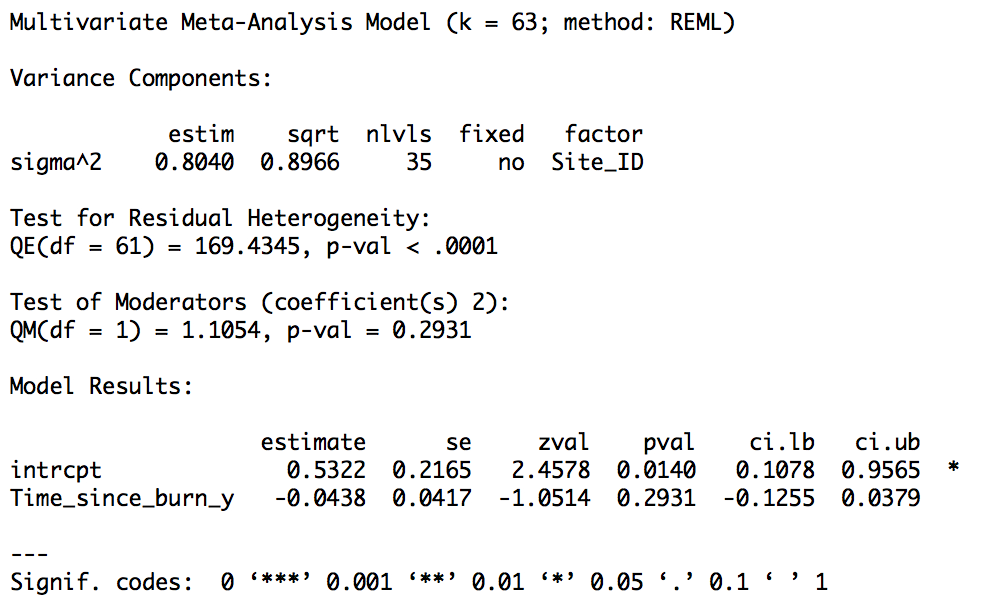 Multivariate Meta-Analysis Model (k = 63; method: REML)
Variance Components:
estim sqrt nlvls fixed factor
sigma^2 0.8040 0.8966 35 no Site_ID
Test for Residual Heterogeneity:
QE(df = 61) = 169.4345, p-val < .0001
Test of Moderators (coefficient(s) 2):
QM(df = 1) = 1.1054, p-val = 0.2931
Model Results:
estimate se zval pval ci.lb ci.ub
intrcpt 0.5322 0.2165 2.4578 0.0140 0.1078 0.9565 *
Time_since_burn_y -0.0438 0.0417 -1.0514 0.2931 -0.1255 0.0379
---
Signif. codes: 0 ‘***’ 0.001 ‘**’ 0.01 ‘*’ 0.05 ‘.’ 0.1 ‘ ’ 1